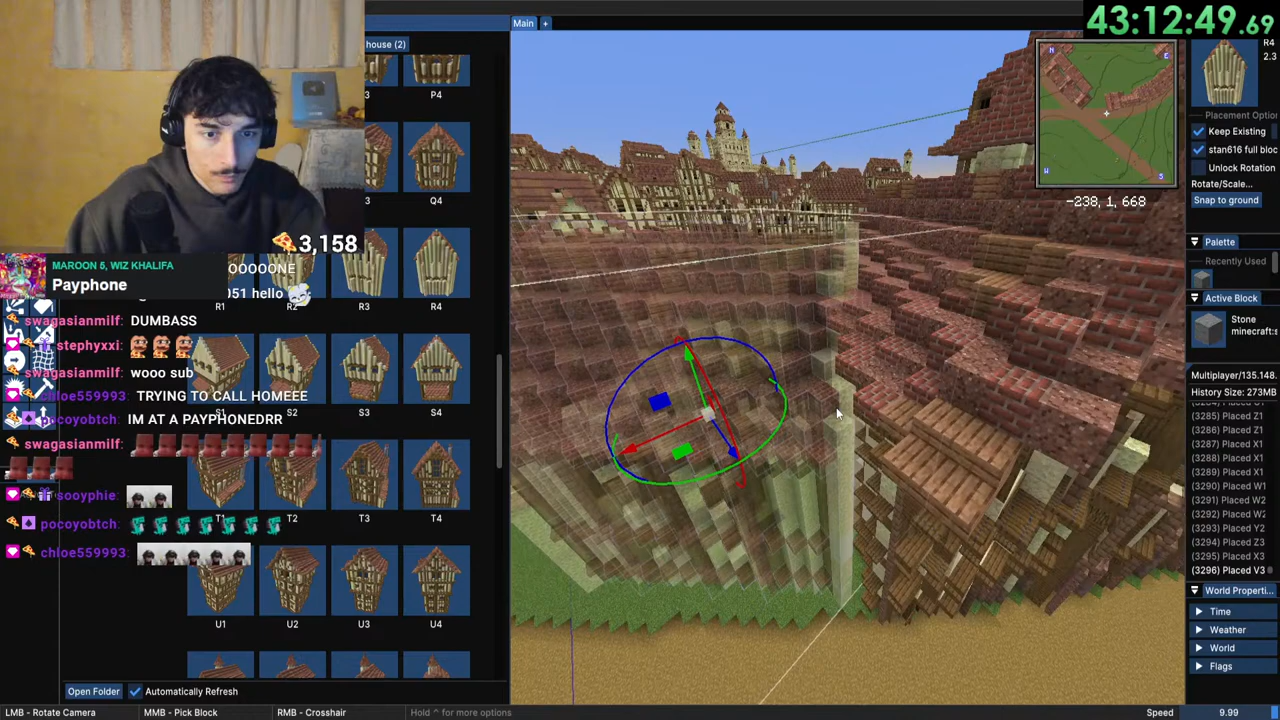 43:12:49.69
house (2)
Main +
3 P4
Q4
R1 R2 R3 R4
S1 S2 S3 S4
T1 T2 T3 T4
U1 U2 U3 U4
Open Folder
Automatically Refresh
LMB - Rotate Camera
MMB - Pick Block
RMB - Crosshair
Hold ^ for more options
Speed 9.99
3,158
MAROON 5, WIZ KHALIFA
Payphone
OOOOONE
051 hello
swagasianmilf: DUMBASS
stephyxxi:
swagasianmilf: wooo sub
chloe559993: TRYING TO CALL HOMEEE
pocoyobtch: IM AT A PAYPHONEDRR
swagasianmilf:
sooyphie:
pocoyobtch:
chloe559993:
N
E
W
S
-238, 1, 668
R4
2.3
Placement Optio
Keep Existing
stan616 full bloc
Unlock Rotation
Rotate/Scale...
Snap to ground
Palette
Recently Used
Active Block
Stone
minecraft:s
Multiplayer/135.148.
History Size: 273MB
(3285) Placed Z1
(3286) Placed Z1
(3287) Placed X1
(3288) Placed X1
(3289) Placed X1
(3290) Placed W1
(3291) Placed W2
(3292) Placed W2
(3293) Placed Y2
(3294) Placed Z3
(3295) Placed X3
(3296) Placed V3
World Properti...
Time
Weather
World
Flags